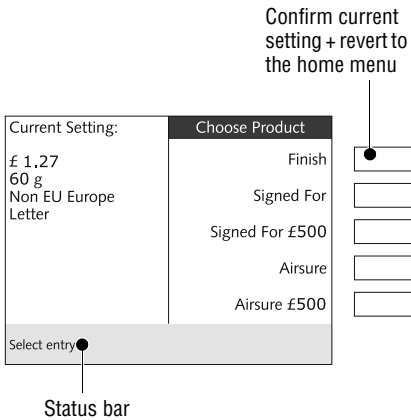 Confirm current
setting + revert to
the home menu
Current Setting:
£ 1.27
60 g
Non EU Europe
Letter
Choose Product
Finish
Signed For
Signed For £500
Airsure
Airsure £500
Select entry
Status bar